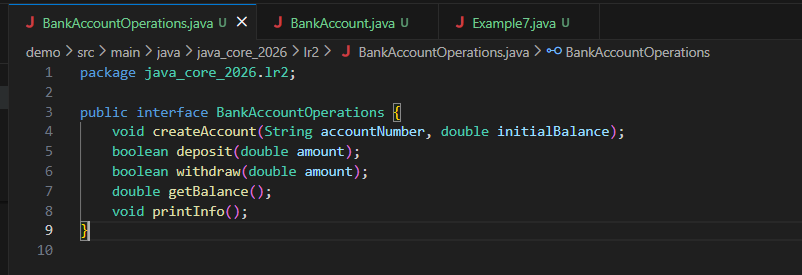 J BankAccountOperations.java U × J BankAccount.java U J Example7.java U
demo > src > main > java > java_core_2026 > lr2 > J BankAccountOperations.java > BankAccountOperations
1 package java_core_2026.lr2;
2
3 public interface BankAccountOperations {
4 void createAccount(String accountNumber, double initialBalance);
5 boolean deposit(double amount);
6 boolean withdraw(double amount);
7 double getBalance();
8 void printInfo();
9 }
10